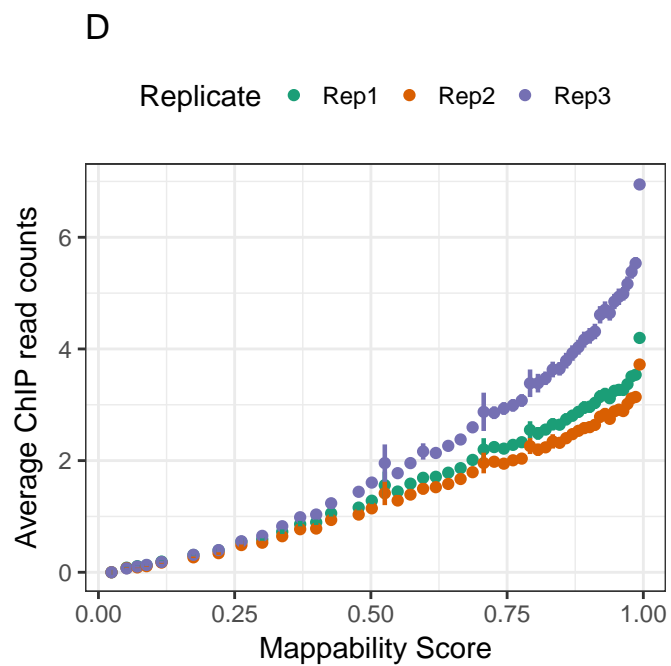 D
Replicate Rep1 Rep2 Rep3
Average ChIP read counts
6
4
2
0
0.00 0.25 0.50 0.75 1.00
Mappability Score